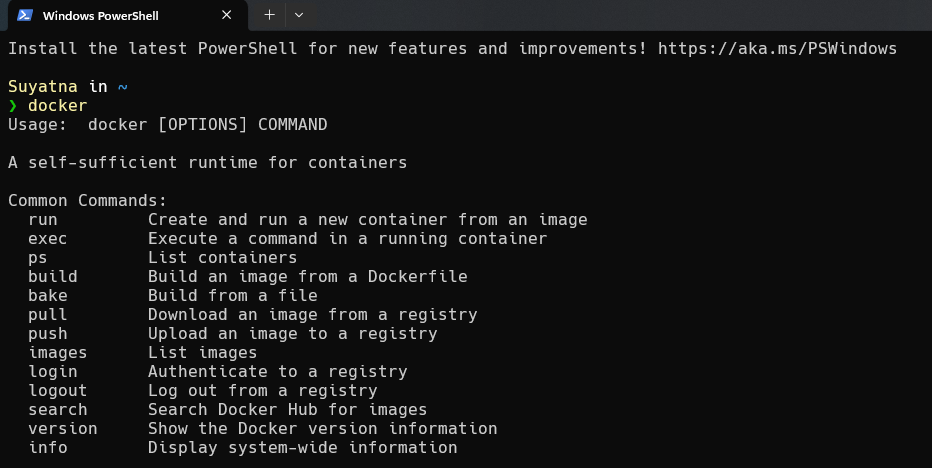 Windows PowerShell
Install the latest PowerShell for new features and improvements! https://aka.ms/PSWindows
Suyatna in ~
❯ docker
Usage:  docker [OPTIONS] COMMAND
A self-sufficient runtime for containers
Common Commands:
  run         Create and run a new container from an image
  exec        Execute a command in a running container
  ps          List containers
  build       Build an image from a Dockerfile
  bake        Build from a file
  pull        Download an image from a registry
  push        Upload an image to a registry
  images      List images
  login       Authenticate to a registry
  logout      Log out from a registry
  search      Search Docker Hub for images
  version     Show the Docker version information
  info        Display system-wide information